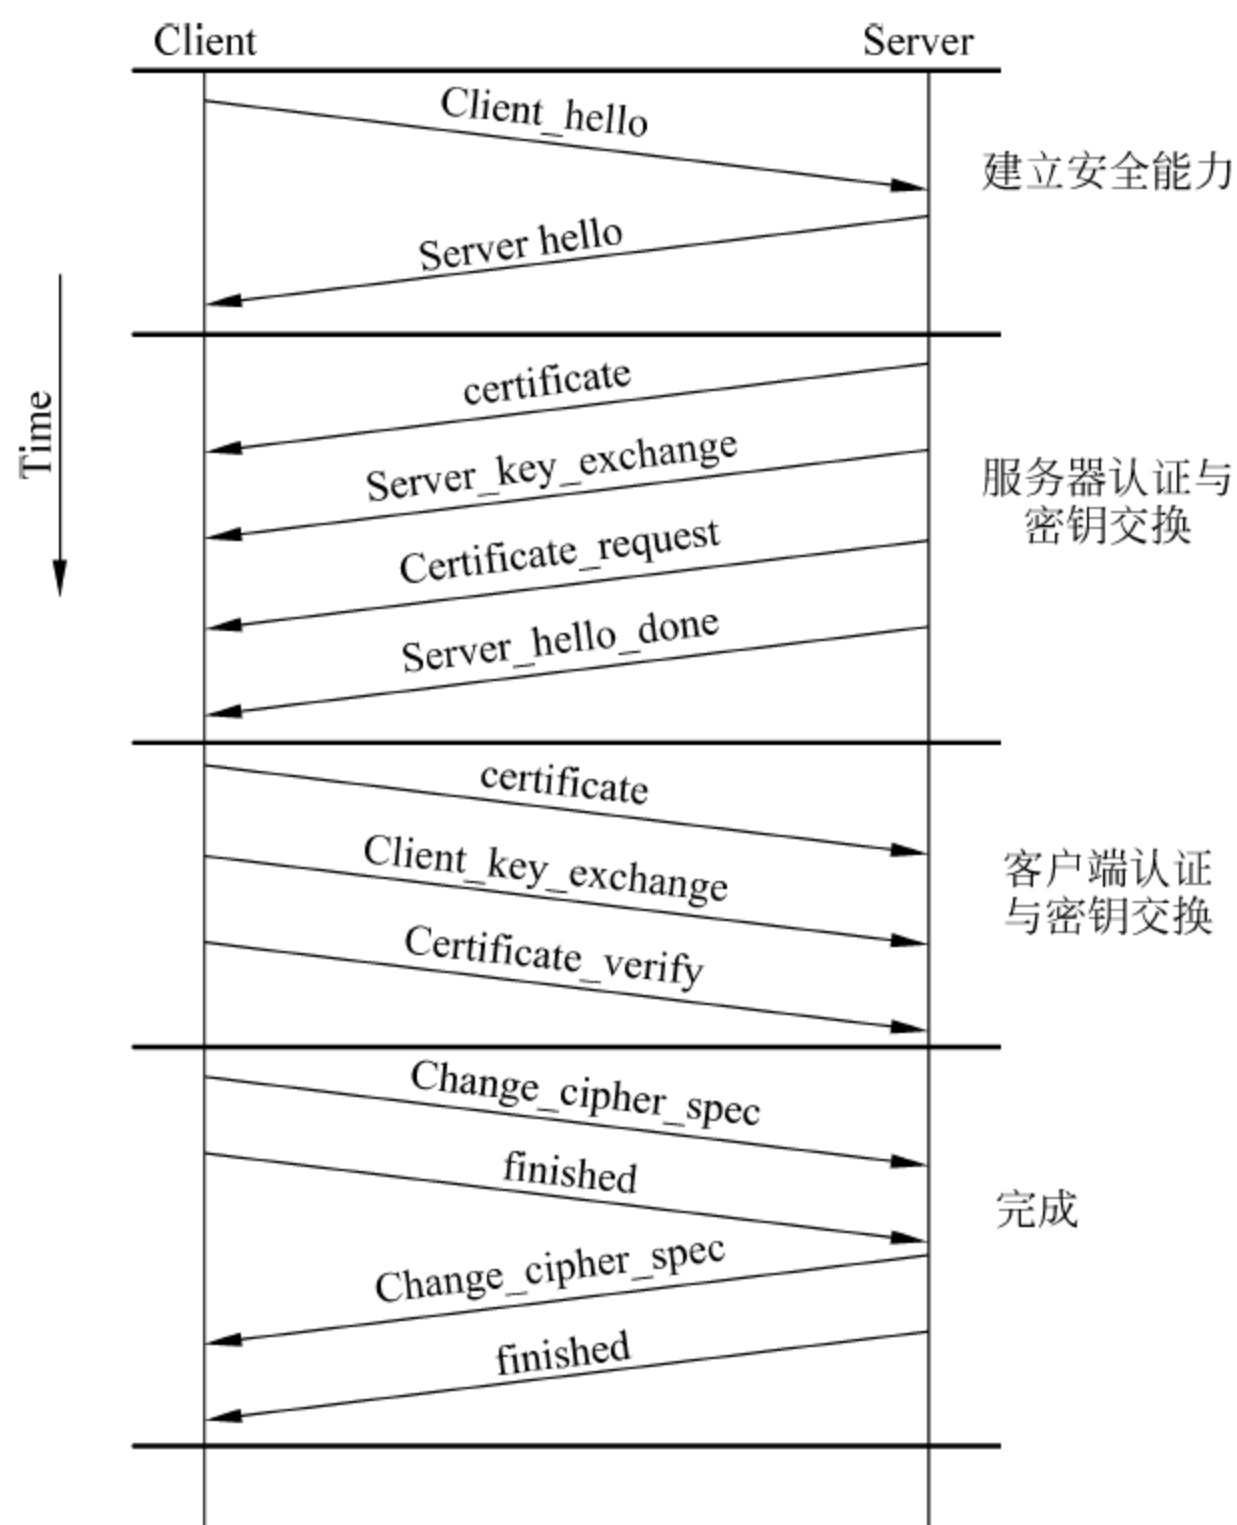 Client
Server
Client_hello
建立安全能力
Server hello
Time
certificate
Server_key_exchange
服务器认证与
密钥交换
Certificate_request
Server_hello_done
certificate
Client_key_exchange
客户端认证
与密钥交换
Certificate_verify
Change_cipher_spec
finished
完成
Change_cipher_spec
finished